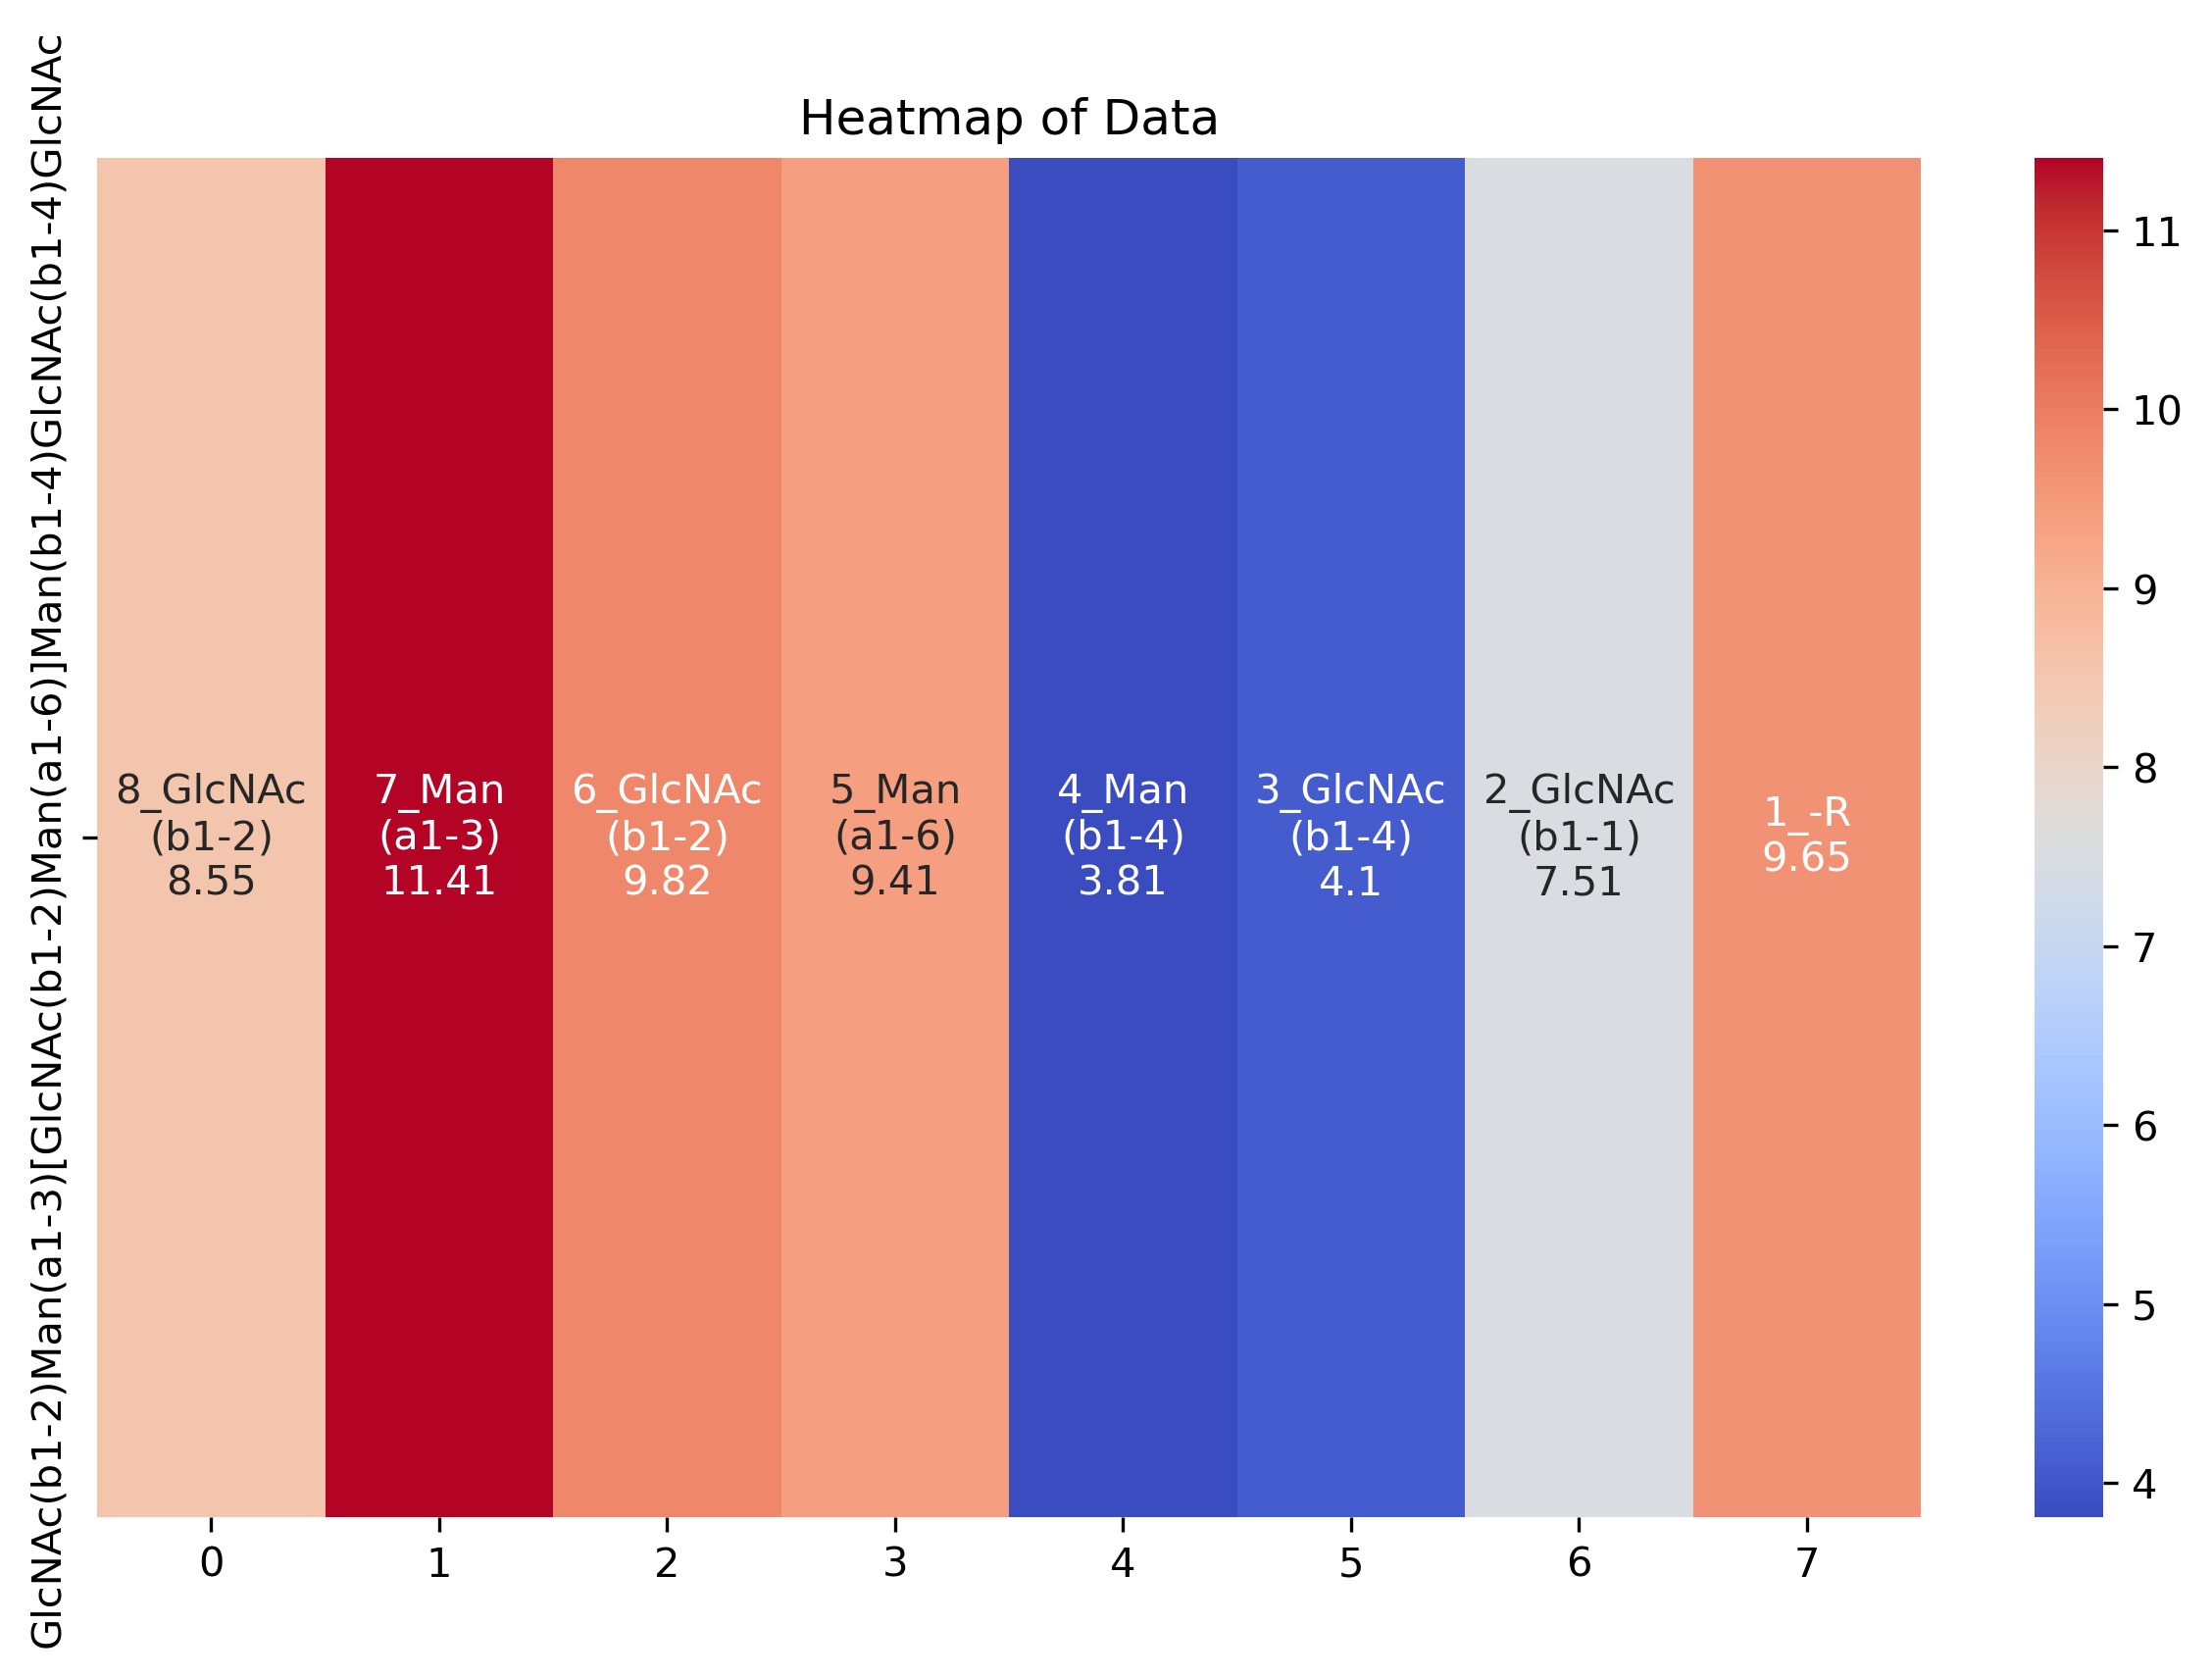 Heatmap of Data
GlcNAc(b1-2)Man(a1-3)[GlcNAc(b1-2)Man(a1-6)]Man(b1-4)GlcNAc(b1-4)GlcNAc
8_GlcNAc
(b1-2)
8.55
7_Man
(a1-3)
11.41
6_GlcNAc
(b1-2)
9.82
5_Man
(a1-6)
9.41
4_Man
(b1-4)
3.81
3_GlcNAc
(b1-4)
4.1
2_GlcNAc
(b1-1)
7.51
1_-R
9.65
0
1
2
3
4
5
6
7
11
10
9
8
7
6
5
4